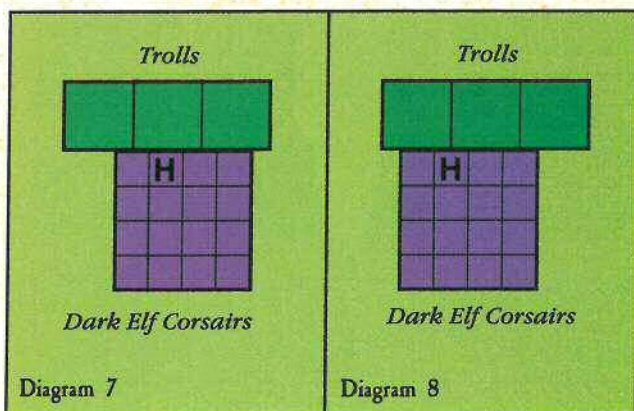 Trolls
H
Dark Elf Corsairs
Diagram 7
Trolls
H
Dark Elf Corsairs
Diagram 8